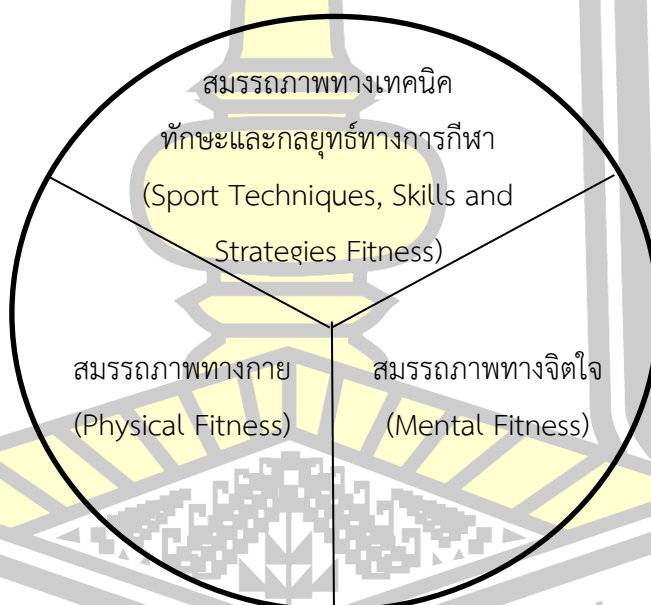 สมรรถภาพทางเทคนิค
ทักษะและกลยุทธ์ทางการกีฬา
(Sport Techniques, Skills and
Strategies Fitness)
สมรรถภาพทางกาย
(Physical Fitness)
สมรรถภาพทางจิตใจ
(Mental Fitness)